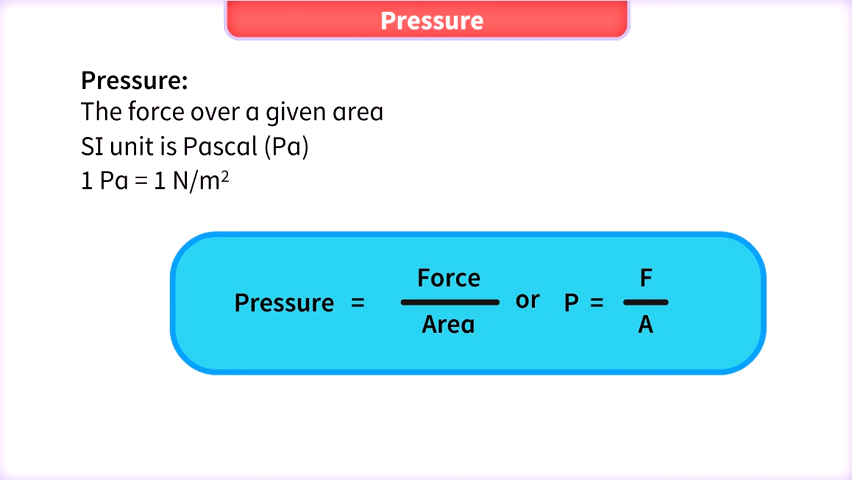 Pressure
Pressure:
The force over a given area
SI unit is Pascal (Pa)
1 Pa = 1 N/m²
Pressure = Force / Area or P = F / A